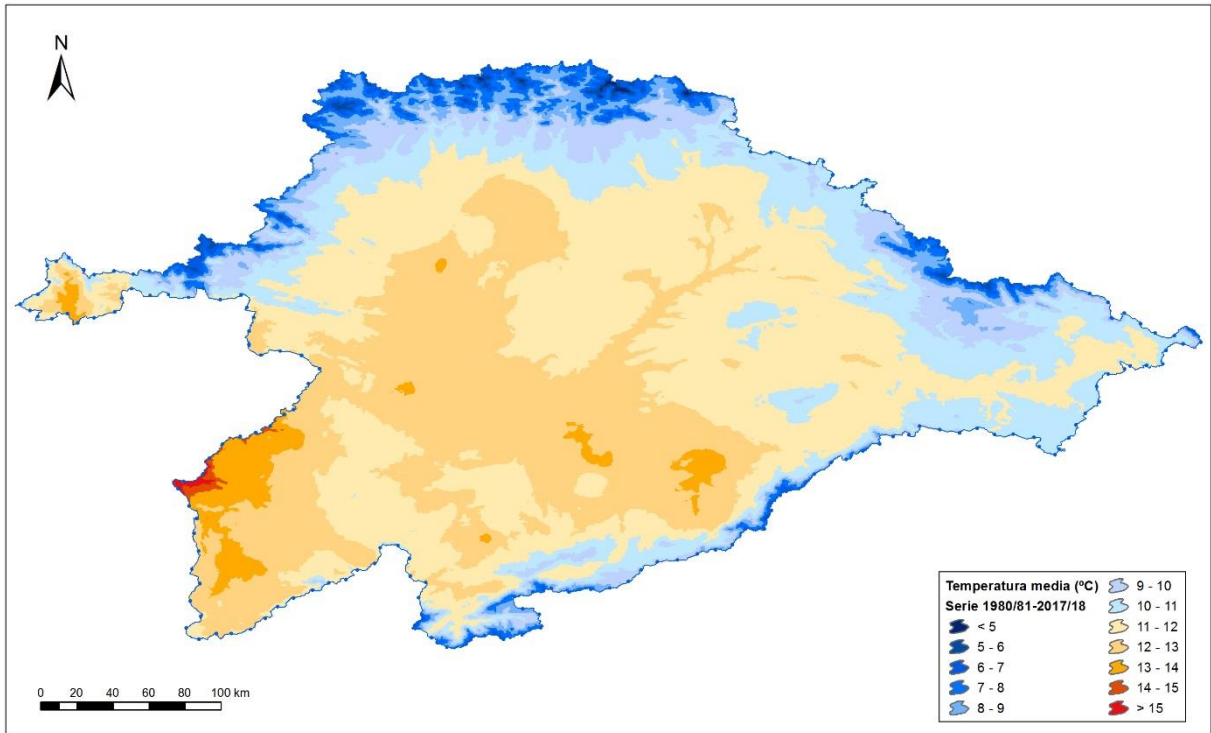 N
Temperatura media (ºC)
Serie 1980/81-2017/18
< 5
5 - 6
6 - 7
7 - 8
8 - 9
9 - 10
10 - 11
11 - 12
12 - 13
13 - 14
14 - 15
> 15
0 20 40 60 80 100 km